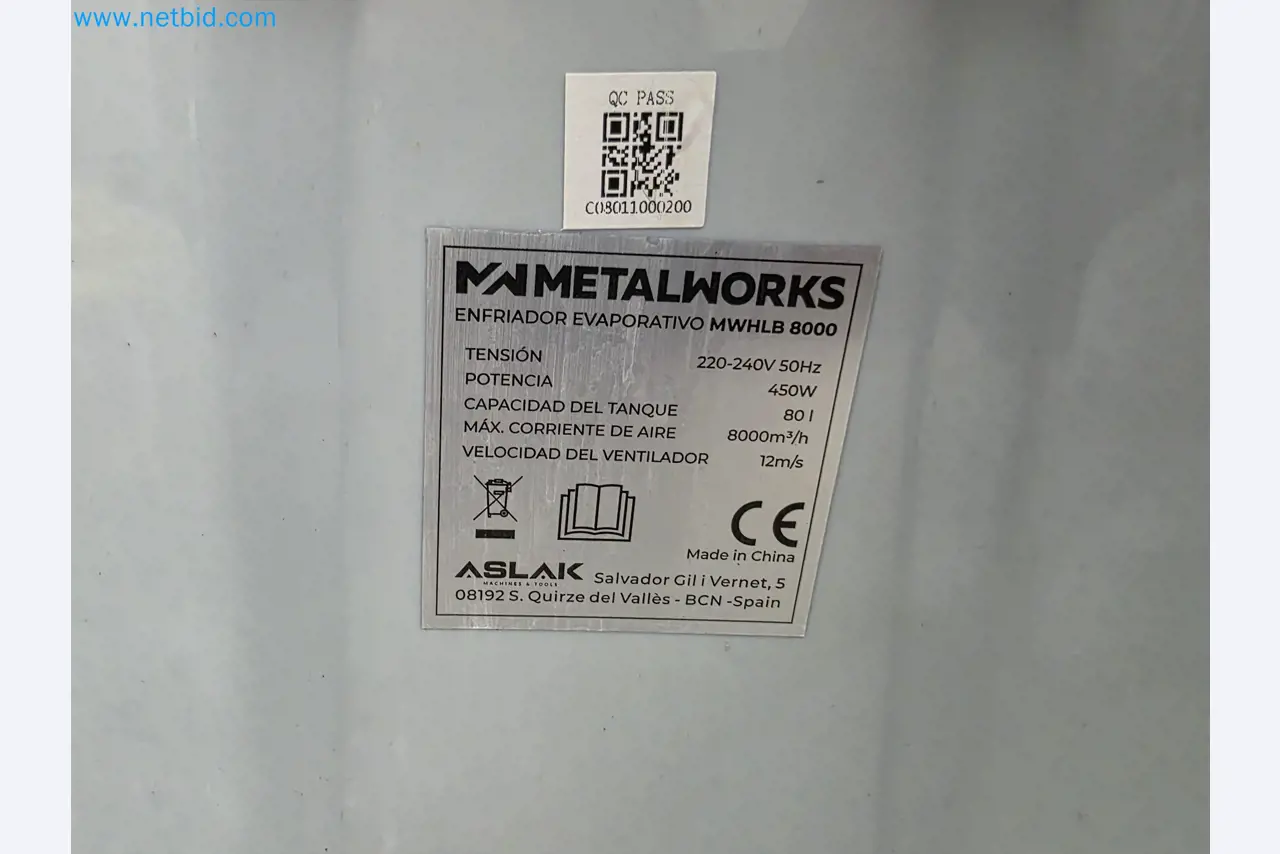 www.netbid.com
QC PASS
C08011000200
METALWORKS
ENFRIADOR EVAPORATIVO MWHLB 8000
TENSIÓN 220-240V 50Hz
POTENCIA 450W
CAPACIDAD DEL TANQUE 80 l
MÁX. CORRIENTE DE AIRE 8000m³/h
VELOCIDAD DEL VENTILADOR 12m/s
CE
Made in China
ASLAK
MACHINES & TOOLS
Salvador Gil i Vernet, 5
08192 S. Quirze del Vallès - BCN -Spain